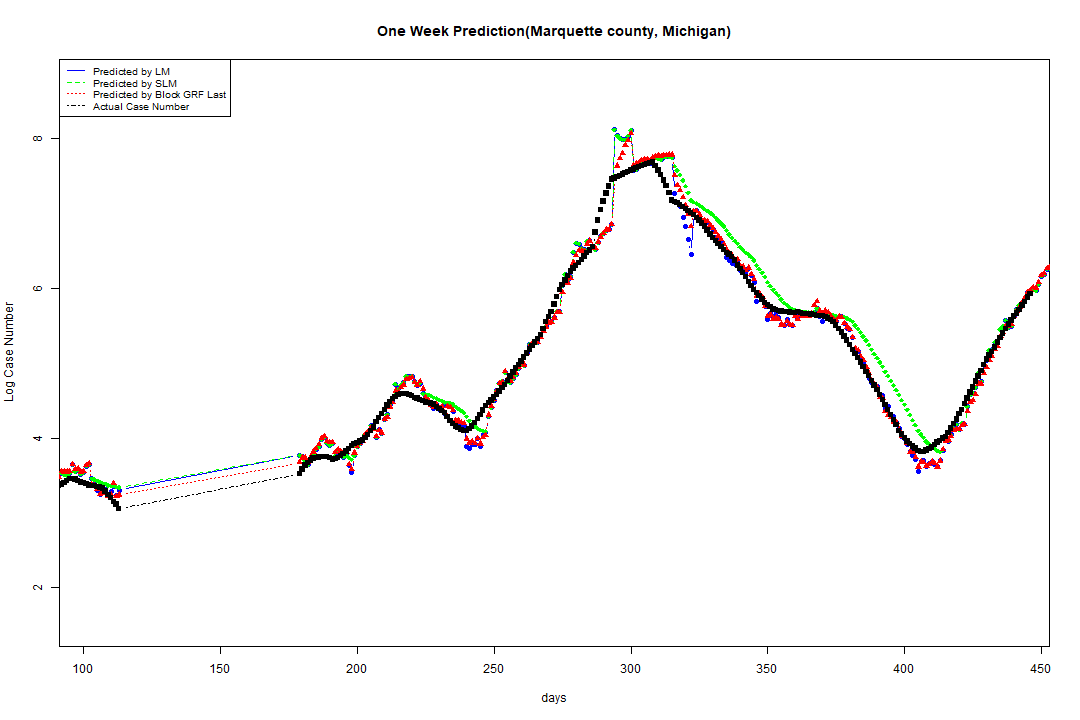 One Week Prediction(Marquette county, Michigan)
Predicted by LM
Predicted by SLM
Predicted by Block GRF Last
Actual Case Number
Log Case Number
8
6
4
2
100 150 200 250 300 350 400 450
days